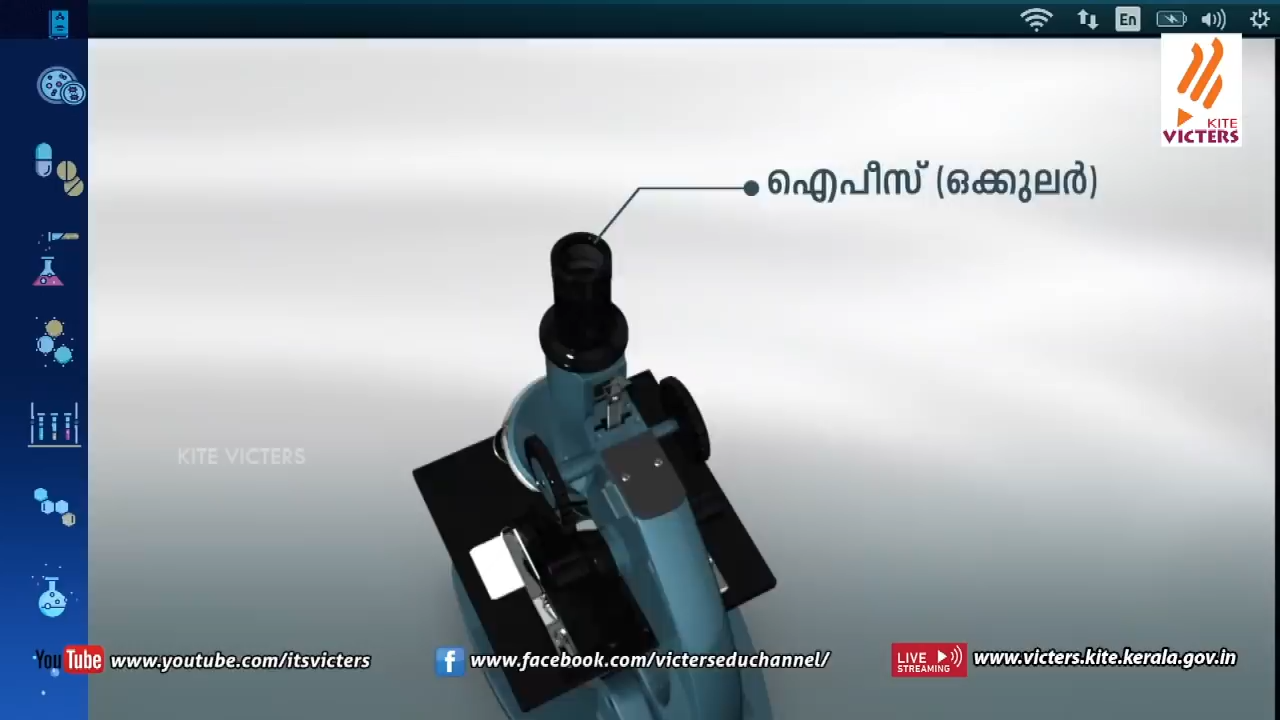 En
KITE
VICTERS
ഐപീസ് (ഒക്കുലർ)
KITE VICTERS
YouTube www.youtube.com/itsvicters
f www.facebook.com/victerseduchannel/
LIVE STREAMING www.victers.kite.kerala.gov.in